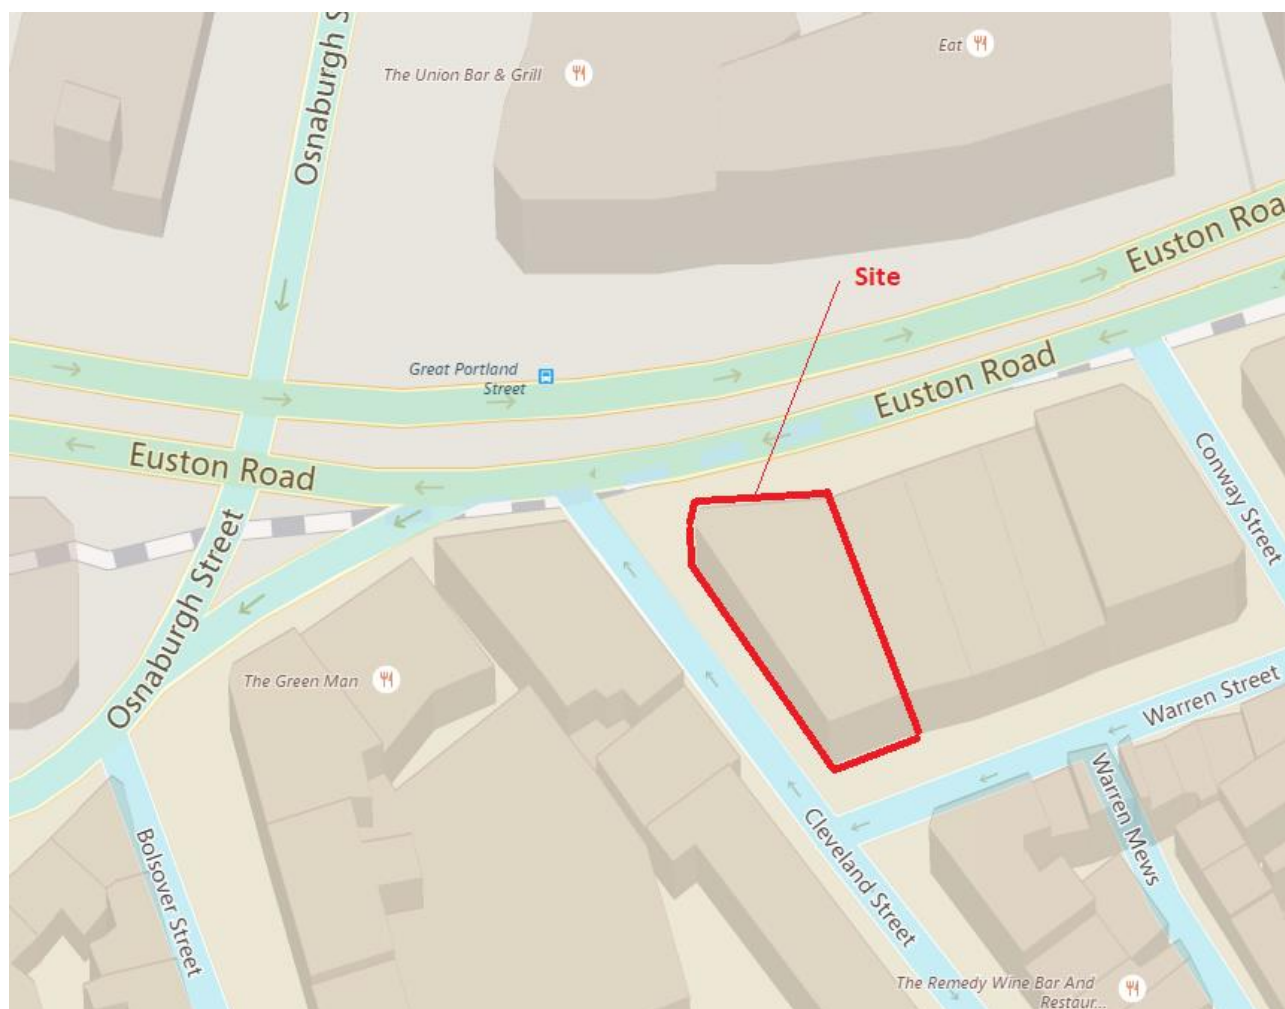 Osnaburgh S
The Union Bar & Grill
Eat
Euston Roa
Site
Great Portland
Street
Euston Road
Euston Road
Conway Street
Osnaburgh Street
The Green Man
Warren Street
Warren Mews
Cleveland Street
Bolsover Street
The Remedy Wine Bar And
Restaur...